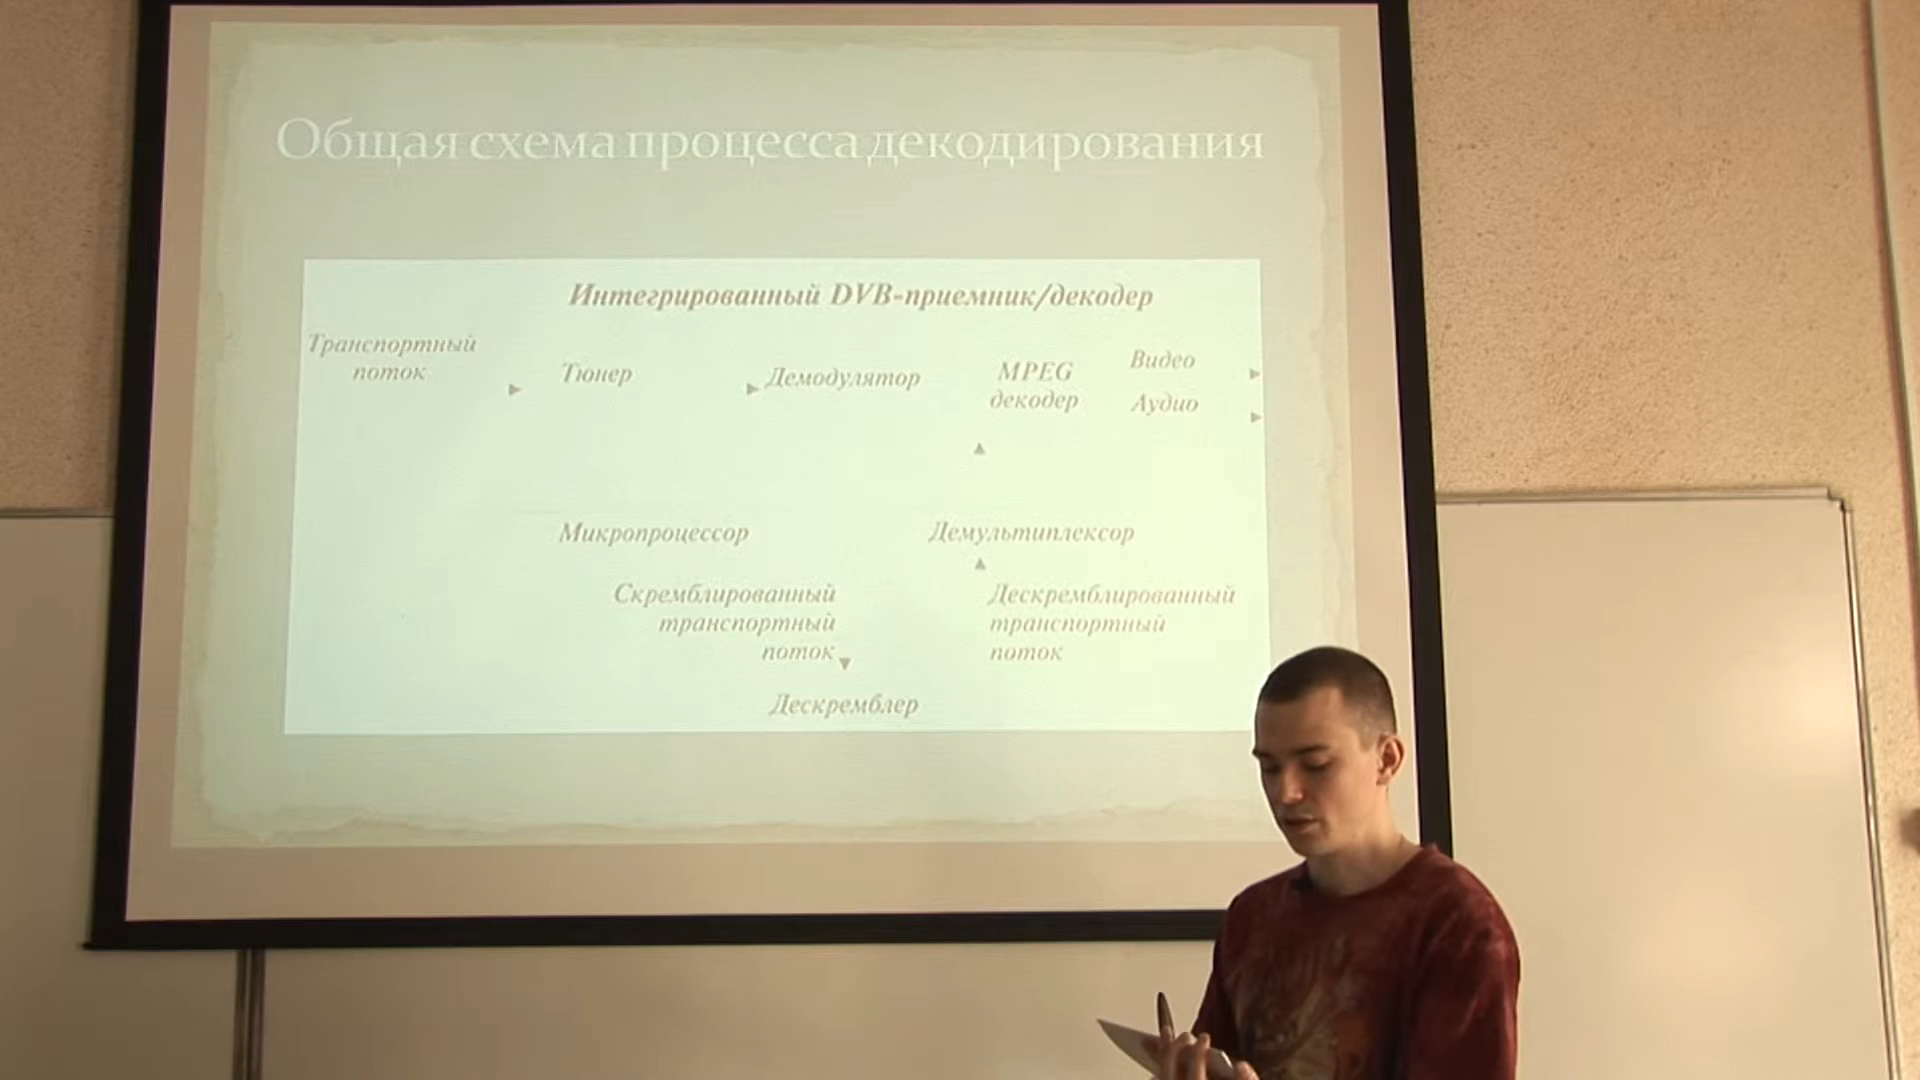 Общая схема процесса декодирования
Интегрированный DVB-приемник/декодер
Транспортный
поток
Тюнер
Демодулятор
MPEG
декодер
Видео
Аудио
Микропроцессор
Демультиплексор
Скремблированный
транспортный
поток
Дескремблированный
транспортный
поток
Дескремблер